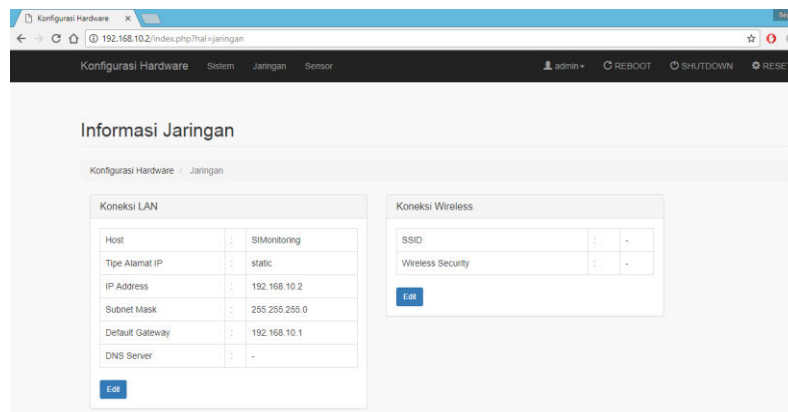 Konfigurasi Hardware
192.168.10.2/index.php?hal=jaringan
Konfigurasi Hardware Sistem Jaringan Sensor admin REBOOT SHUTDOWN RESET
Informasi Jaringan
Konfigurasi Hardware / Jaringan
Koneksi LAN
Host : SIMonitoring
Tipe Alamat IP : static
IP Address : 192.168.10.2
Subnet Mask : 255.255.255.0
Default Gateway : 192.168.10.1
DNS Server : -
Edit
Koneksi Wireless
SSID : -
Wireless Security : -
Edit